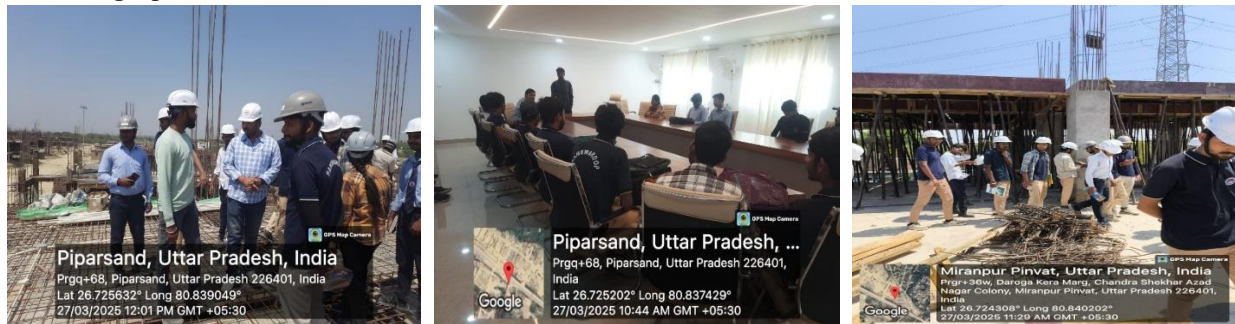 GPS Map Camera
Piparsand, Uttar Pradesh, India
Prgq+68, Piparsand, Uttar Pradesh 226401,
India
Lat 26.725632° Long 80.839049°
27/03/2025 12:01 PM GMT +05:30
GPS Map Camera
Piparsand, Uttar Pradesh, ...
Prgq+68, Piparsand, Uttar Pradesh 226401,
India
Lat 26.725202° Long 80.837429°
27/03/2025 10:44 AM GMT +05:30
Google
GPS Map Camera
Miranpur Pinvat, Uttar Pradesh, India
Prgr+36w, Daroga Kera Marg, Chandra Shekhar Azad
Nagar Colony, Miranpur Pinvat, Uttar Pradesh 226401,
India
Lat 26.724308° Long 80.840202°
27/03/2025 11:29 AM GMT +05:30
Google